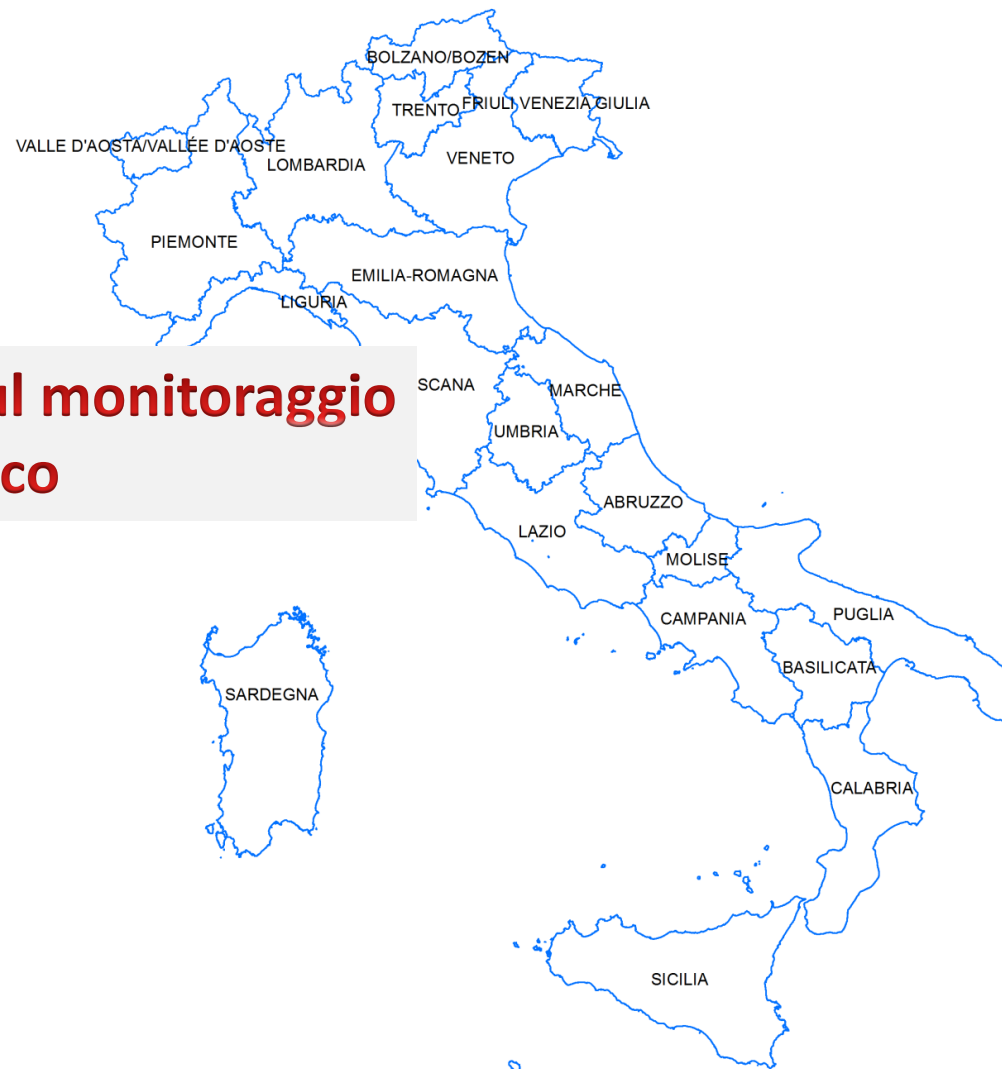 BOLZANO/BOZEN
TRENTO
FRIULI VENEZIA GIULIA
VALLE D'AOSTA/VALLÉE D'AOSTE
LOMBARDIA
VENETO
PIEMONTE
EMILIA-ROMAGNA
LIGURIA
ul monitoraggio
co
SCANA
MARCHE
UMBRIA
ABRUZZO
LAZIO
MOLISE
CAMPANIA
PUGLIA
BASILICATA
SARDEGNA
CALABRIA
SICILIA